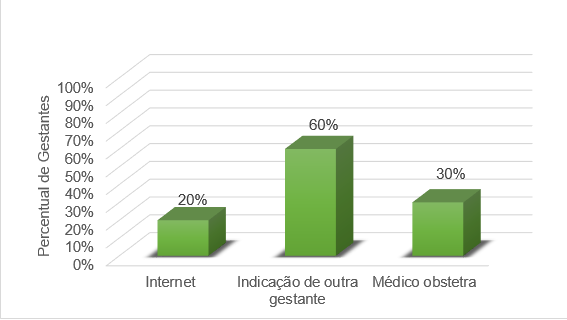 Percentual de Gestantes
100%
90%
80%
70%
60%
50%
40%
30%
20%
10%
0%
20%
60%
30%
Internet
Indicação de outra
gestante
Médico obstetra